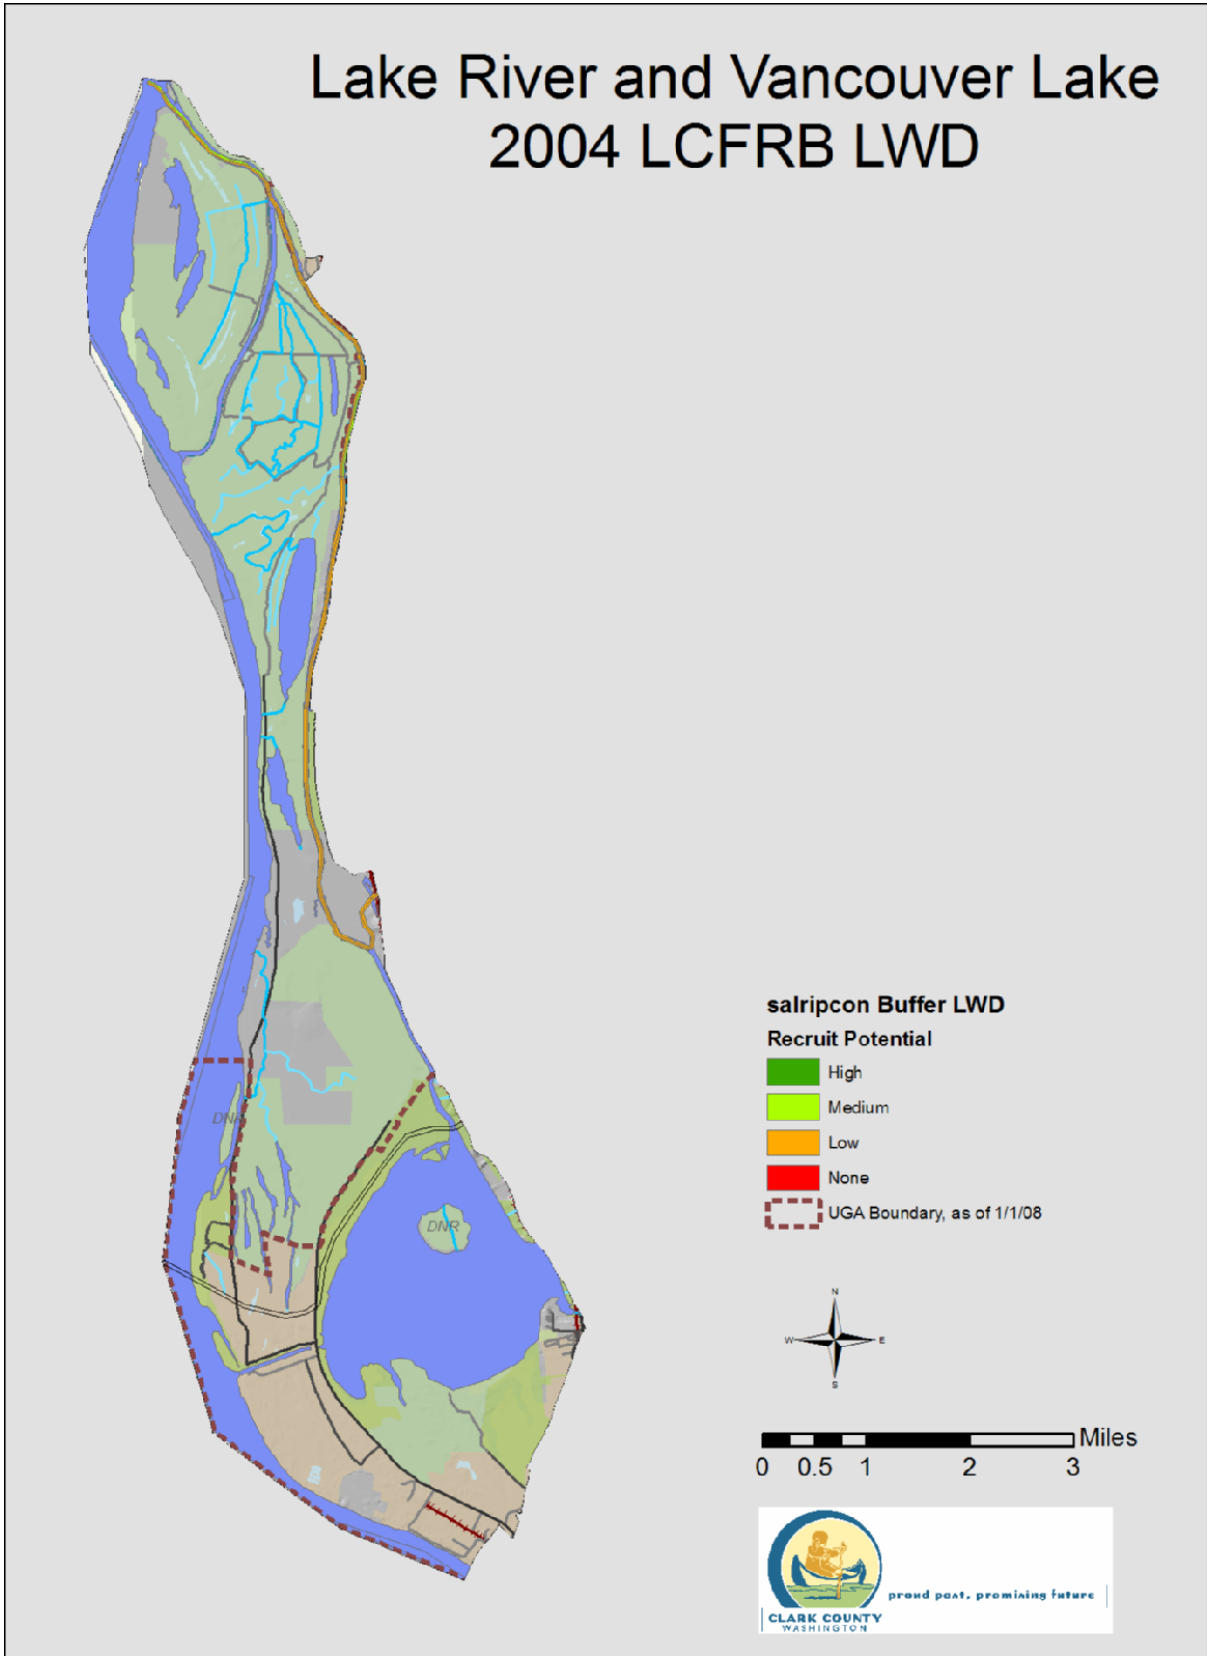 Lake River and Vancouver Lake
2004 LCFRB LWD
salripcon Buffer LWD
Recruit Potential
High
Medium
Low
None
UGA Boundary, as of 1/1/08
DNR
N
W E
S
Miles
0 0.5 1 2 3
proud past, promising future
CLARK COUNTY
WASHINGTON